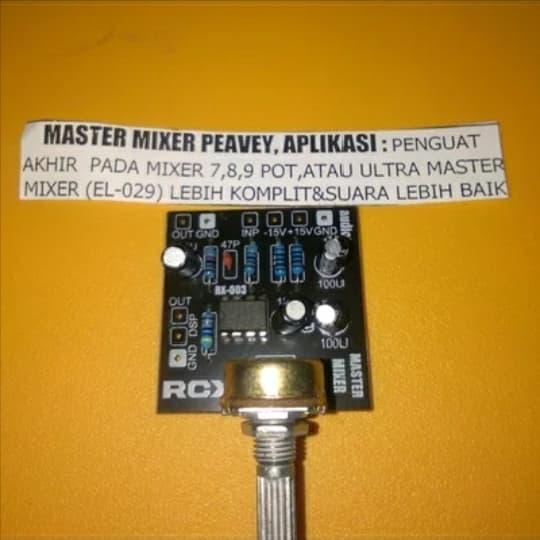 MASTER MIXER PEAVEY, APLIKASI : PENGUAT
AKHIR PADA MIXER 7,8,9 POT,ATAU ULTRA MASTER
MIXER (EL-029) LEBIH KOMPLIT&SUARA LEBIH BAIK
OUT GND
INP -15V +15V GND
47P
audio
100U
RX-003
OUT
DSP
GND
100U
MASTER
MIXER
RCX